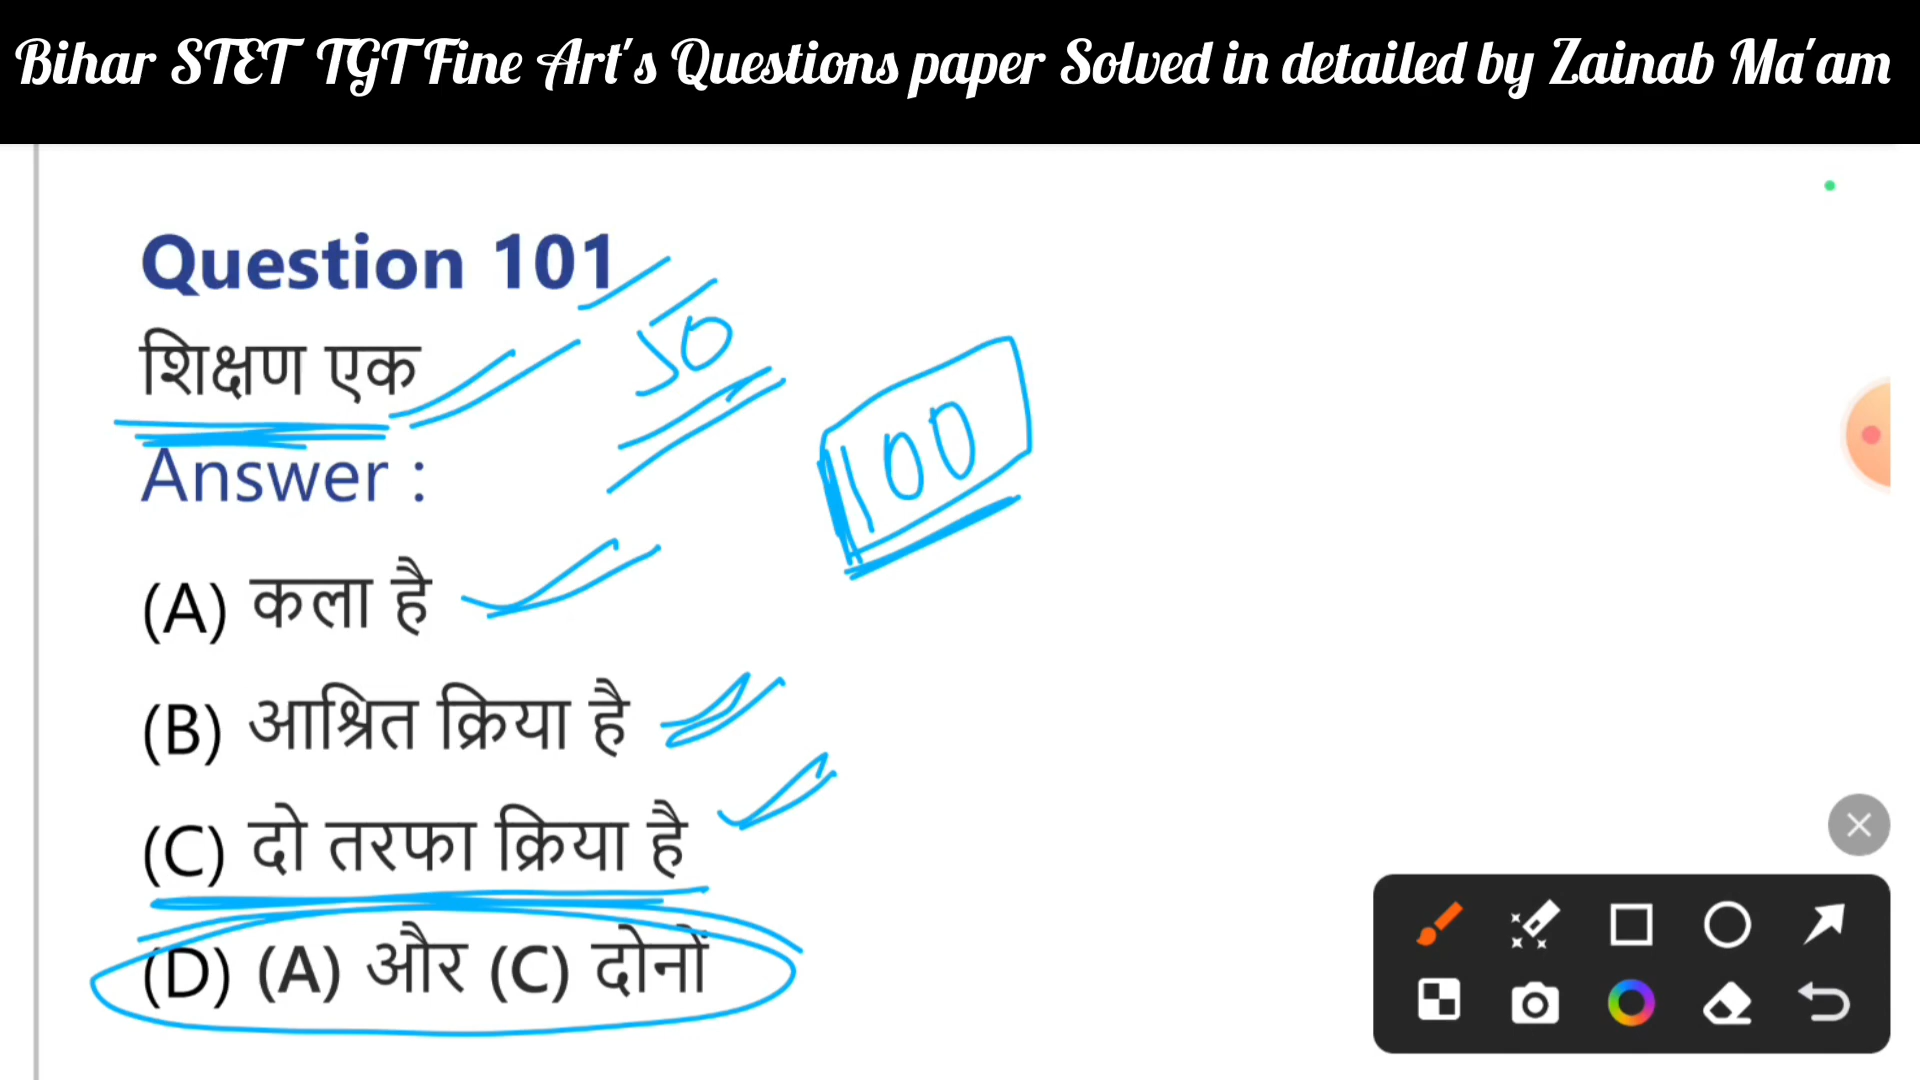 Bihar STET TGT Fine Art's Questions paper Solved in detailed by Zainab Ma'am
Question 101
शिक्षण एक
50
100
Answer :
(A) कला है
(B) आश्रित क्रिया है
(C) दो तरफा क्रिया है
(D) (A) और (C) दोनों